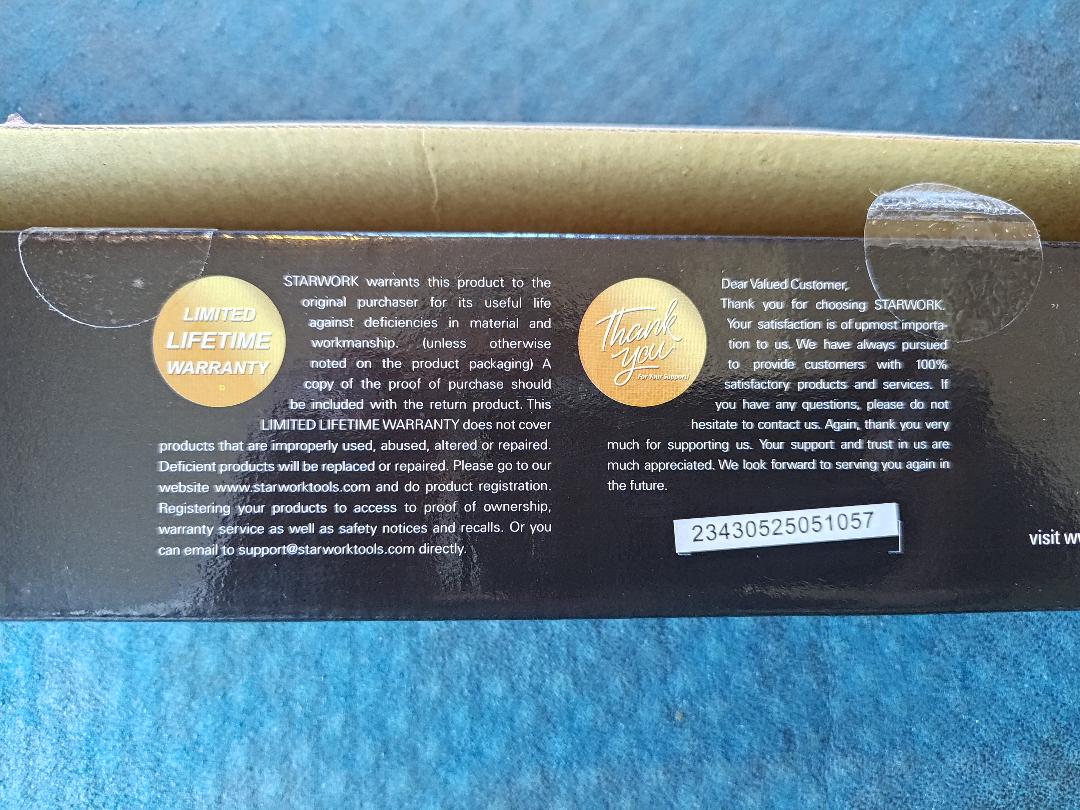 LIMITED
LIFETIME
WARRANTY
STARWORK warrants this product to the
original purchaser for its useful life
against deficiencies in material and
workmanship. (unless otherwise
noted on the product packaging) A
copy of the proof of purchase should
be included with the return product. This
LIMITED LIFETIME WARRANTY does not cover
products that are improperly used, abused, altered or repaired.
Deficient products will be replaced or repaired. Please go to our
website www.starworktools.com and do product registration.
Registering your products to access to proof of ownership,
warranty service as well as safety notices and recalls. Or you
can email to support@starworktools.com directly.
Thank
you
For Your Support!
Dear Valued Customer,
Thank you for choosing STARWORK.
Your satisfaction is of upmost importa-
tion to us. We have always pursued
to provide customers with 100%
satisfactory products and services. If
you have any questions, please do not
hesitate to contact us. Again, thank you very
much for supporting us. Your support and trust in us are
much appreciated. We look forward to serving you again in
the future.
23430525051057
visit